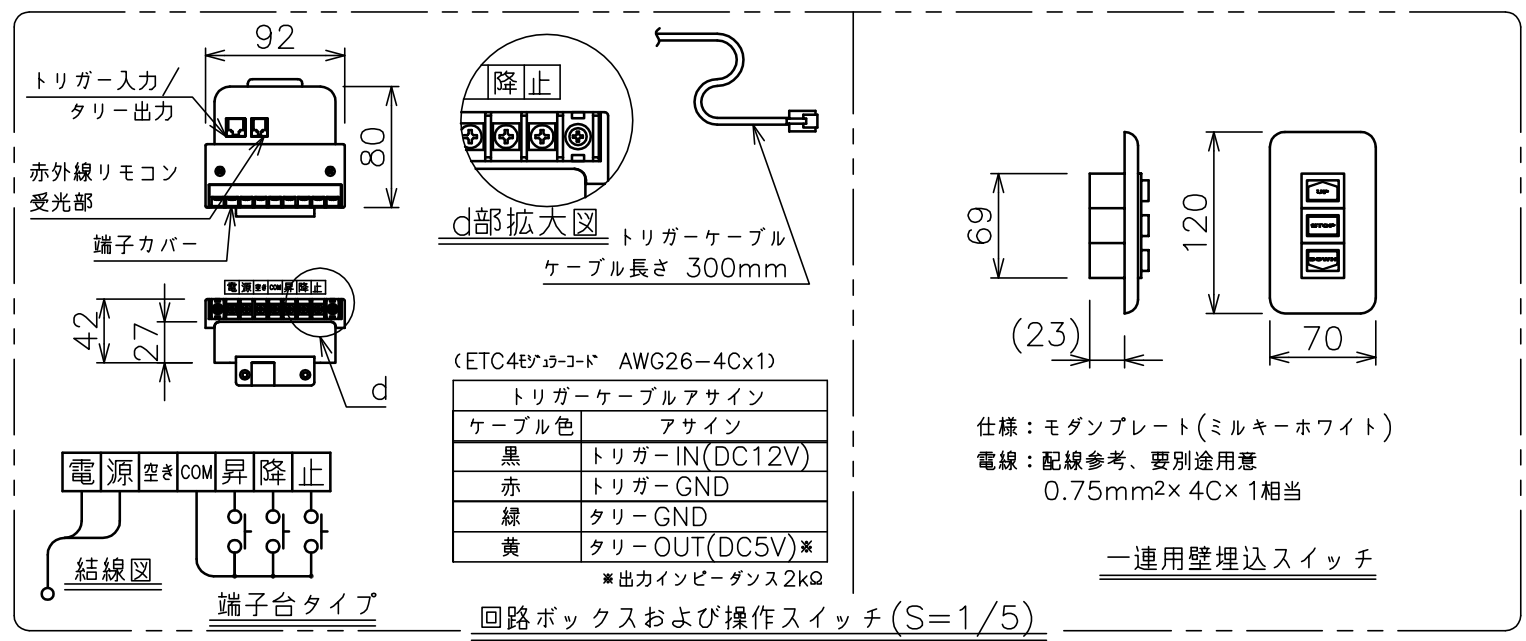 92
トリガー入力/
タリー出力
80
赤外線リモコン
受光部
端子カバー
降 止
d部拡大図
トリガーケーブル
ケーブル長さ 300mm
電 源 空き COM 昇 降 止
42
27
d
(ETC4ﾓｼﾞｭﾗｰｺｰﾄﾞ AWG26-4Cx1)
トリガーケーブルアサイン
ケーブル色 アサイン
黒 トリガーIN(DC12V)
赤 トリガーGND
緑 タリーGND
黄 タリーOUT(DC5V)※
※出力インピーダンス2kΩ
電 源 空き COM 昇 降 止
結線図
端子台タイプ
69
(23)
120
70
UP
STOP
DOWN
仕様：モダンプレート(ミルキーホワイト)
電線：配線参考、要別途用意
0.75mm²×4C×1相当
一連用壁埋込スイッチ
回路ボックスおよび操作スイッチ(S=1/5)